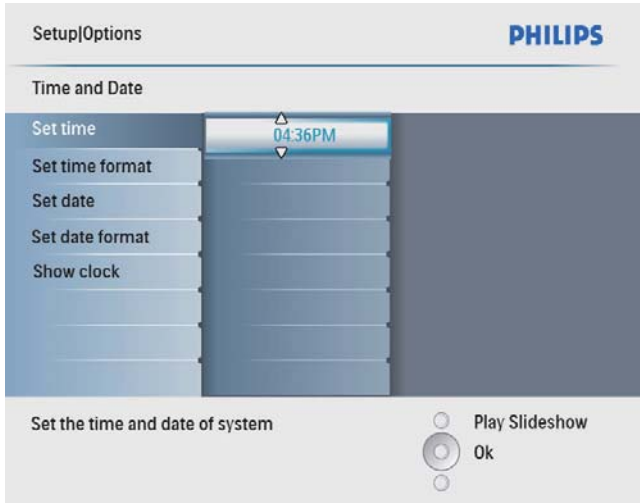 Setup|Options
PHILIPS
Time and Date
Set time
04:36PM
Set time format
Set date
Set date format
Show clock
Set the time and date of system
Play Slideshow
Ok